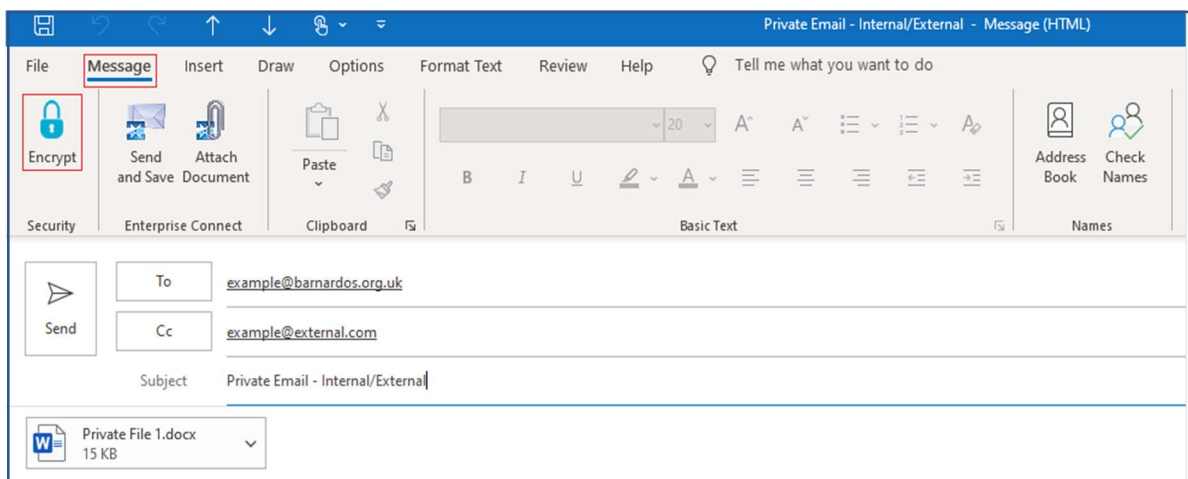 Private Email - Internal/External - Message (HTML)
File Message Insert Draw Options Format Text Review Help Tell me what you want to do
Encrypt
Security
Send
and Save
Attach
Document
Enterprise Connect
Paste
Clipboard
20
A^ A˅
B I U A
Basic Text
Address
Book
Check
Names
Names
Send
To example@barnardos.org.uk
Cc example@external.com
Subject Private Email - Internal/External
W
Private File 1.docx
15 KB